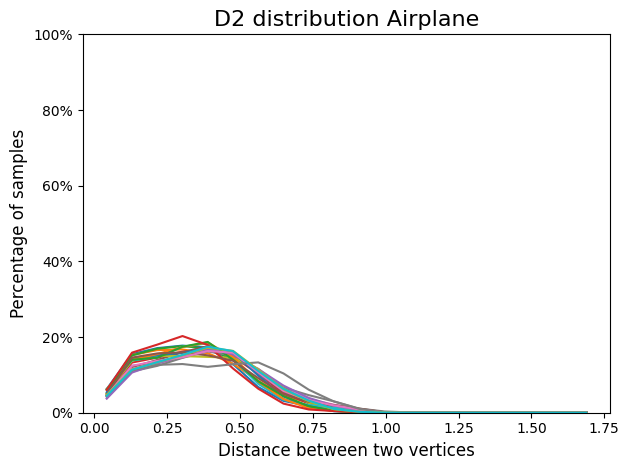 D2 distribution Airplane
100%
80%
60%
40%
20%
0%
Percentage of samples
0.00 0.25 0.50 0.75 1.00 1.25 1.50 1.75
Distance between two vertices